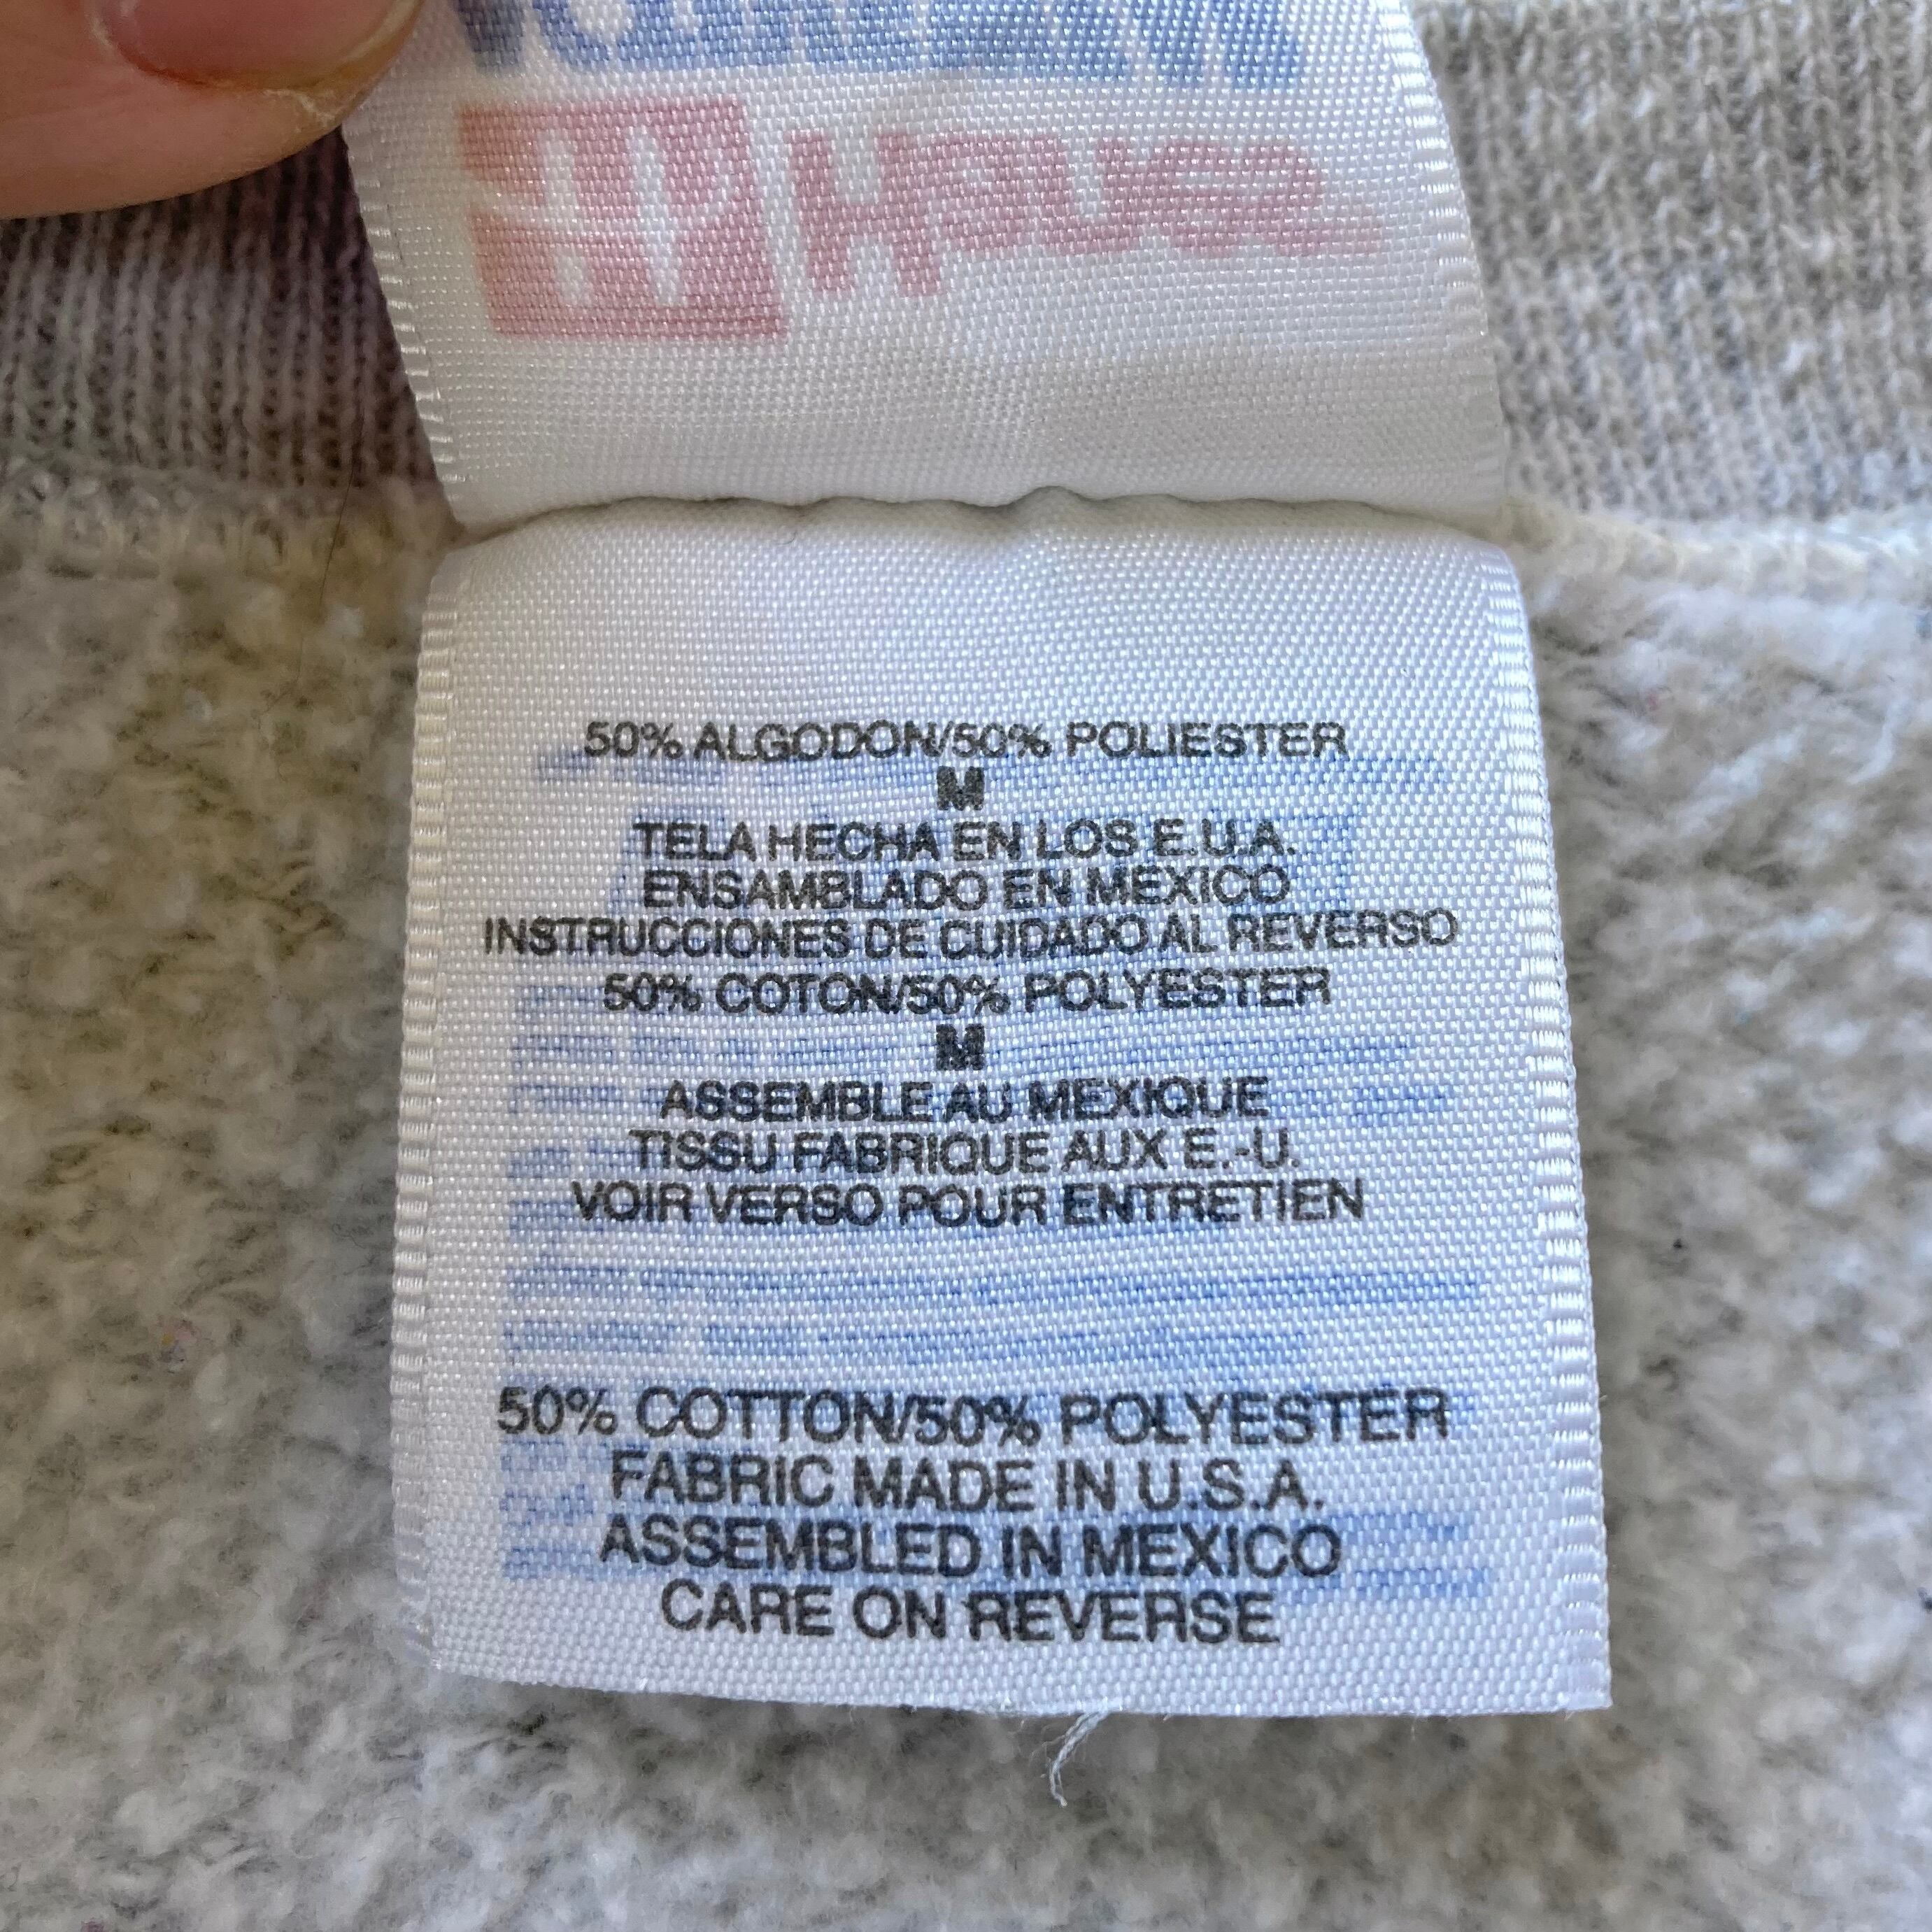 50% ALGODON/50% POLIESTER
M
TELA HECHA EN LOS E.U.A.
ENSAMBLADO EN MEXICO
INSTRUCCIONES DE CUIDADO AL REVERSO
50% COTON/50% POLYESTER
M
ASSEMBLE AU MEXIQUE
TISSU FABRIQUE AUX E.-U.
VOIR VERSO POUR ENTRETIEN
50% COTTON/50% POLYESTER
FABRIC MADE IN U.S.A.
ASSEMBLED IN MEXICO
CARE ON REVERSE